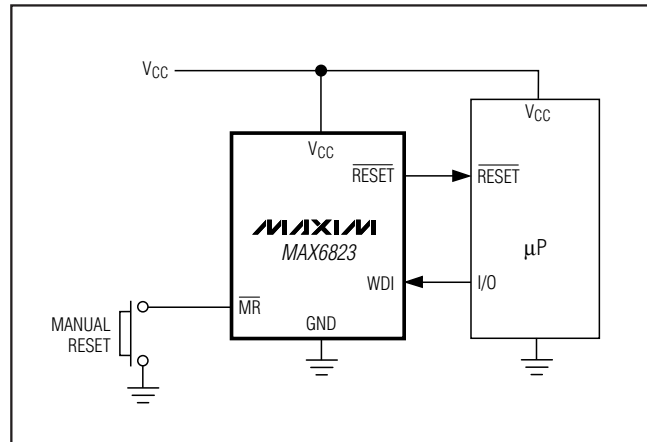 VCC
VCC
VCC
RESET
RESET
MAXIM
MAX6823
µP
WDI
I/O
MR
MANUAL
RESET
GND